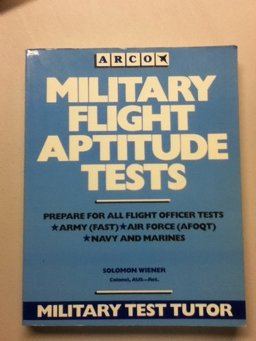 ARCO
MILITARY
FLIGHT
APTITUDE
TESTS
PREPARE FOR ALL FLIGHT OFFICER TESTS
★ARMY (FAST)★AIR FORCE (AFOQT)
★NAVY AND MARINES
SOLOMON WIENER
Colonel, AUS—Ret.
MILITARY TEST TUTOR